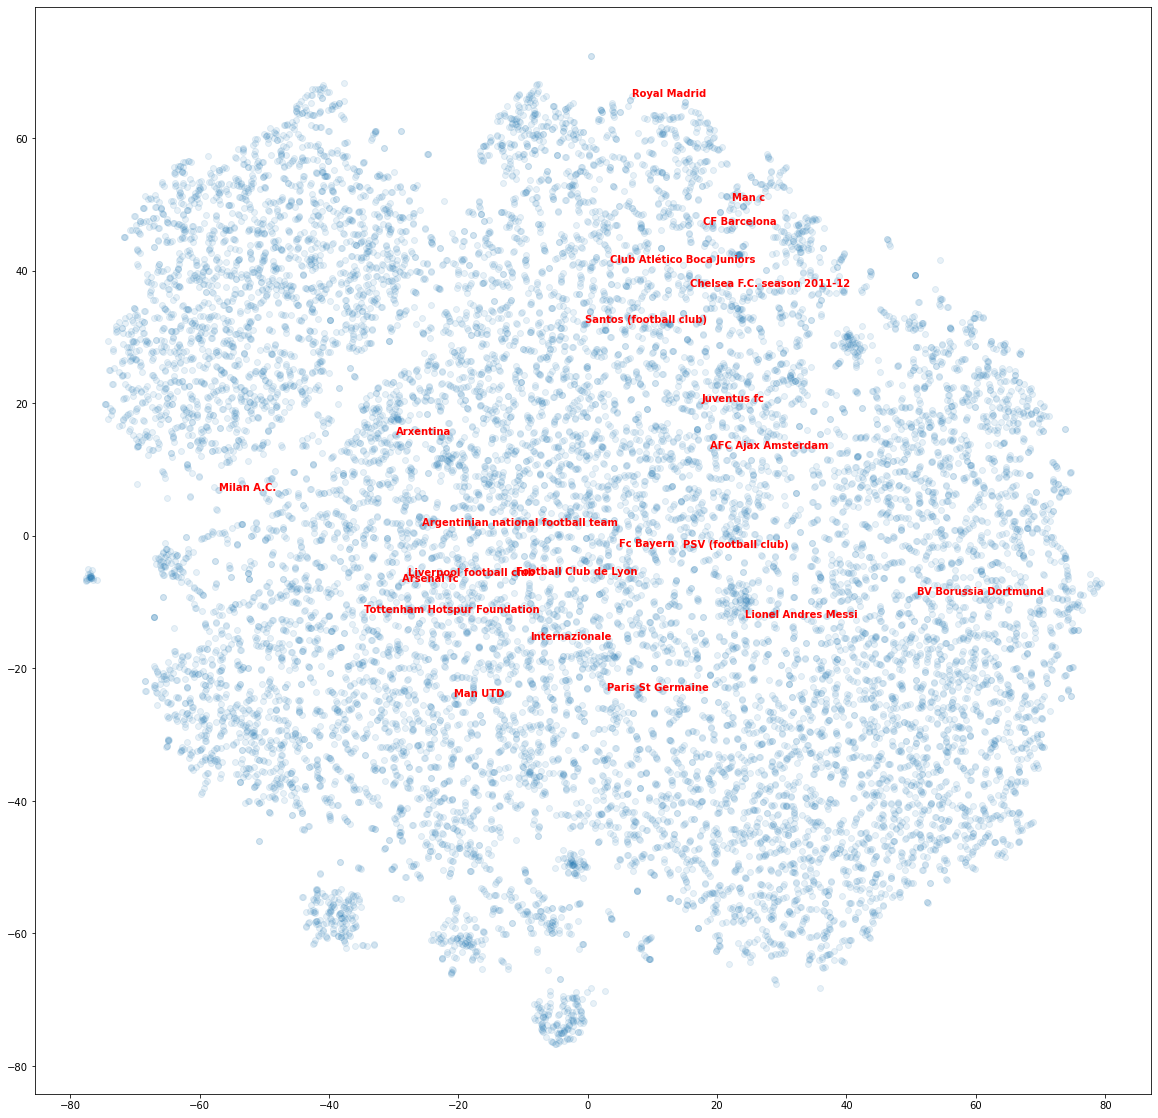 Royal Madrid
60
Man c
CF Barcelona
Club Atlético Boca Juniors
40
Chelsea F.C. season 2011-12
Santos (football club)
Juventus fc
20
Arxentina
AFC Ajax Amsterdam
Milan A.C.
Argentinian national football team
0
Fc Bayern
PSV (football club)
Liverpool football club
Football Club de Lyon
Arsenal fc
BV Borussia Dortmund
Tottenham Hotspur Foundation
Lionel Andres Messi
Internazionale
−20
Paris St Germaine
Man UTD
−40
−60
−80
−80 −60 −40 −20 0 20 40 60 80